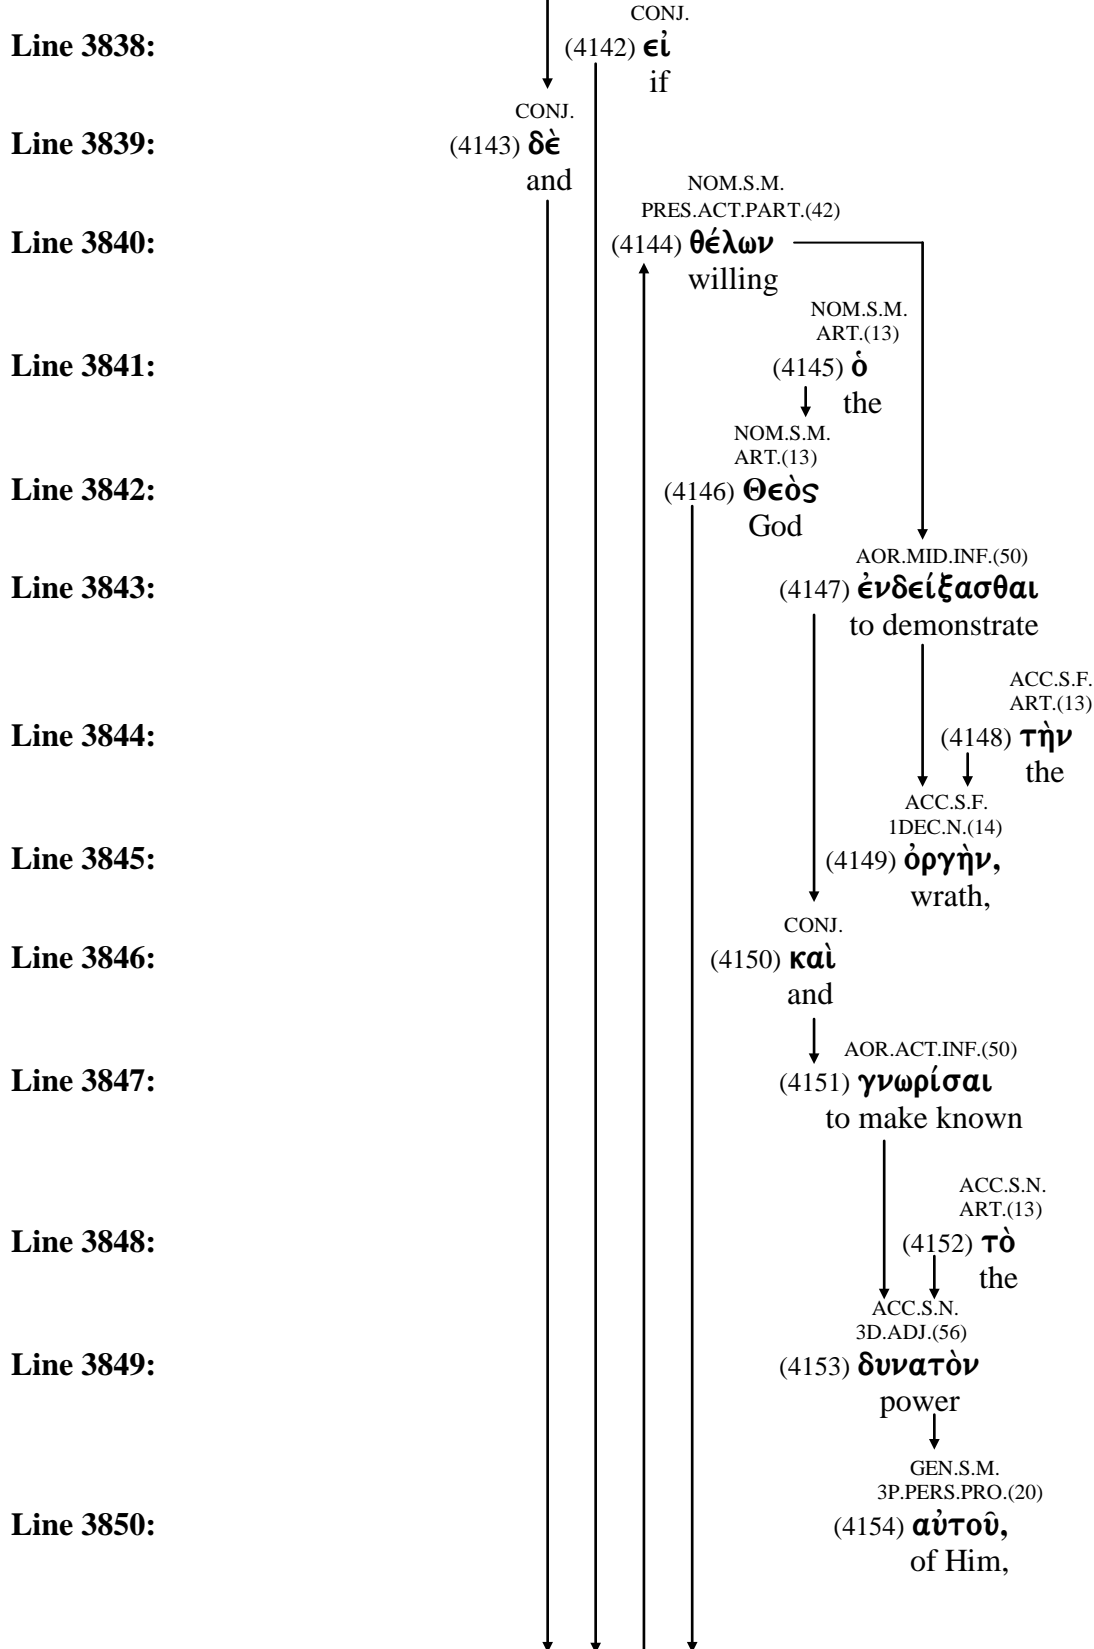 CONJ.
Line 3838: (4142) εἰ
if
CONJ.
Line 3839: (4143) δὲ
and
NOM.S.M.
PRES.ACT.PART.(42)
Line 3840: (4144) θέλων
willing
NOM.S.M.
ART.(13)
Line 3841: (4145) ὁ
the
NOM.S.M.
ART.(13)
Line 3842: (4146) Θεὸς
God
AOR.MID.INF.(50)
Line 3843: (4147) ἐνδείξασθαι
to demonstrate
ACC.S.F.
ART.(13)
Line 3844: (4148) τὴν
the
ACC.S.F.
1DEC.N.(14)
Line 3845: (4149) ὀργὴν,
wrath,
CONJ.
Line 3846: (4150) καὶ
and
AOR.ACT.INF.(50)
Line 3847: (4151) γνωρίσαι
to make known
ACC.S.N.
ART.(13)
Line 3848: (4152) τὸ
the
ACC.S.N.
3D.ADJ.(56)
Line 3849: (4153) δυνατὸν
power
GEN.S.M.
3P.PERS.PRO.(20)
Line 3850: (4154) αὐτοῦ,
of Him,